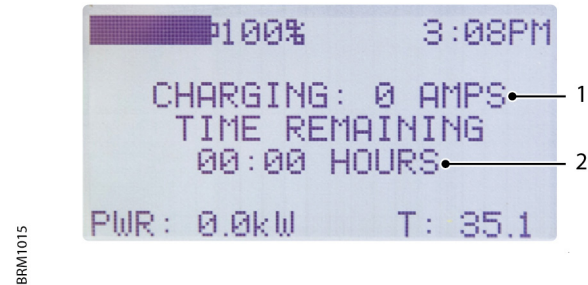 100% 3:08PM
CHARGING: 0 AMPS 1
TIME REMAINING
00:00 HOURS 2
PWR: 0.0kW T: 35.1
BRM1015